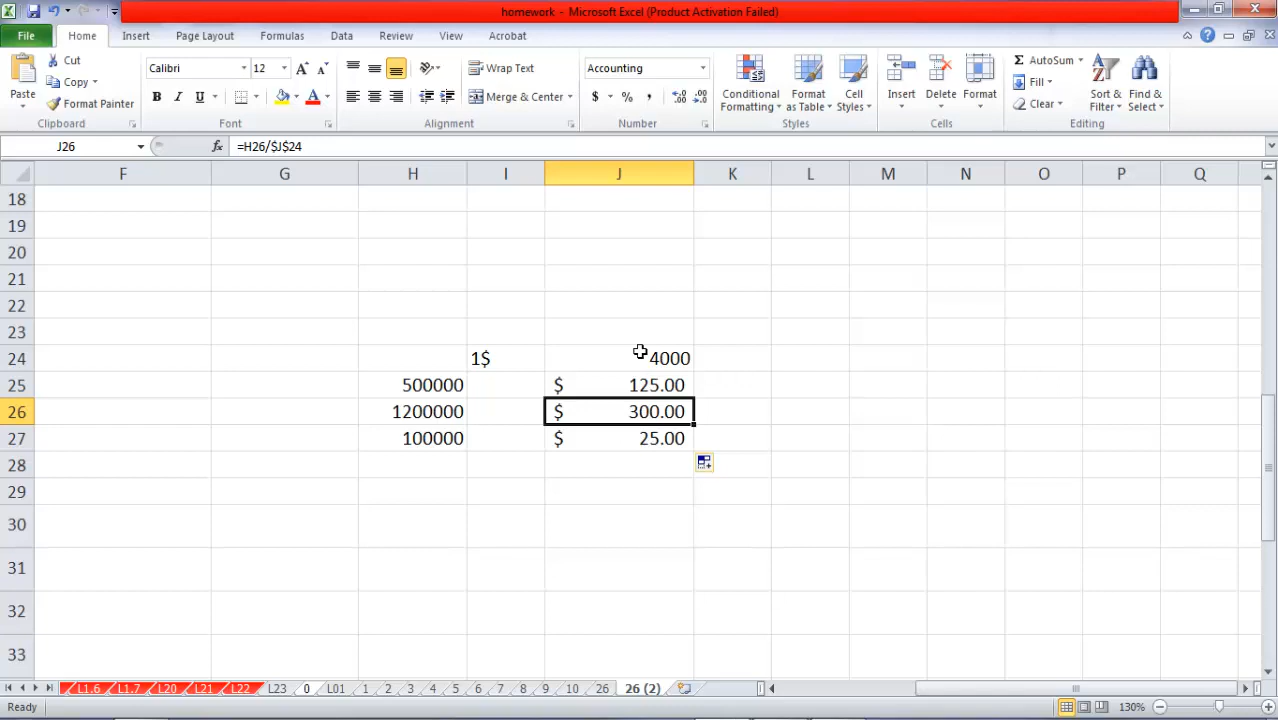 homework - Microsoft Excel (Product Activation Failed)
File Home Insert Page Layout Formulas Data Review View Acrobat
Paste
Cut
Copy
Format Painter
Clipboard
Calibri 12
B I U
Font
Wrap Text
Merge & Center
Alignment
Accounting
$ % ,
Number
Conditional Formatting
Format as Table
Cell Styles
Styles
Insert Delete Format
Cells
AutoSum
Fill
Clear
Sort & Filter
Find & Select
Editing
J26 fx =H26/$J$24
F G H I J K L M N O P Q
18
19
20
21
22
23
24 1$ 4000
25 500000 $ 125.00
26 1200000 $ 300.00
27 100000 $ 25.00
28
29
30
31
32
33
L1.6 L1.7 L20 L21 L22 L23 0 L01 1 2 3 4 5 6 7 8 9 10 26 26 (2)
Ready 130%